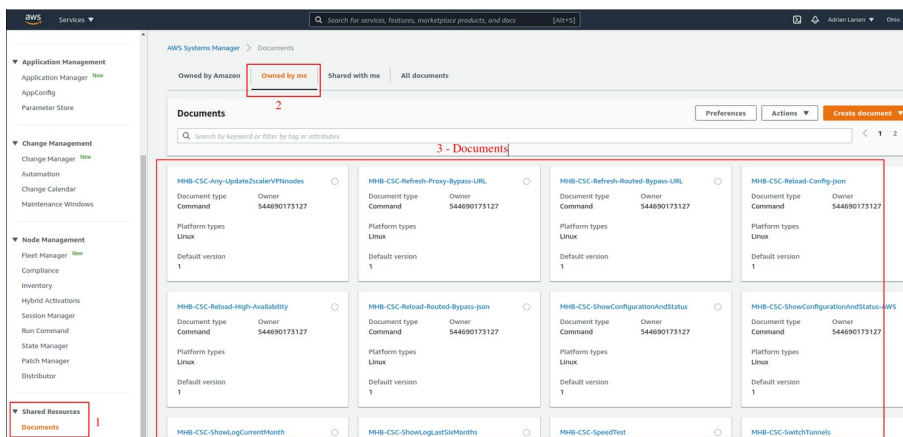 aws Services ▼ Search for services, features, marketplace products, and docs [Alt+S] Adrian Larsen ▼ Ohio
▼ Application Management
Application Manager New
AppConfig
Parameter Store
▼ Change Management
Change Manager New
Automation
Change Calendar
Maintenance Windows
▼ Node Management
Fleet Manager New
Compliance
Inventory
Hybrid Activations
Session Manager
Run Command
State Manager
Patch Manager
Distributor
▼ Shared Resources
Documents
1
AWS Systems Manager > Documents
Owned by Amazon Owned by me Shared with me All documents
2
Documents Preferences Actions ▼ Create document ▼
Search by keyword or filter by tag or attributes < 1 2
3 - Documents
MHB-CSC-Any-UpdateZscalerVPNnodes
Document type Owner
Command 544690173127
Platform types
Linux
Default version
1
MHB-CSC-Refresh-Proxy-Bypass-URL
Document type Owner
Command 544690173127
Platform types
Linux
Default version
1
MHB-CSC-Refresh-Routed-Bypass-URL
Document type Owner
Command 544690173127
Platform types
Linux
Default version
1
MHB-CSC-Reload-Config-json
Document type Owner
Command 544690173127
Platform types
Linux
Default version
1
MHB-CSC-Reload-High-Availability
Document type Owner
Command 544690173127
Platform types
Linux
Default version
1
MHB-CSC-Reload-Routed-Bypass-json
Document type Owner
Command 544690173127
Platform types
Linux
Default version
1
MHB-CSC-ShowConfigurationAndStatus
Document type Owner
Command 544690173127
Platform types
Linux
Default version
1
MHB-CSC-ShowConfigurationAndStatus-AWS
Document type Owner
Command 544690173127
Platform types
Linux
Default version
1
MHB-CSC-ShowLogCurrentMonth
MHB-CSC-ShowLogLastSixMonths
MHB-CSC-SpeedTest
MHB-CSC-SwitchTunnels